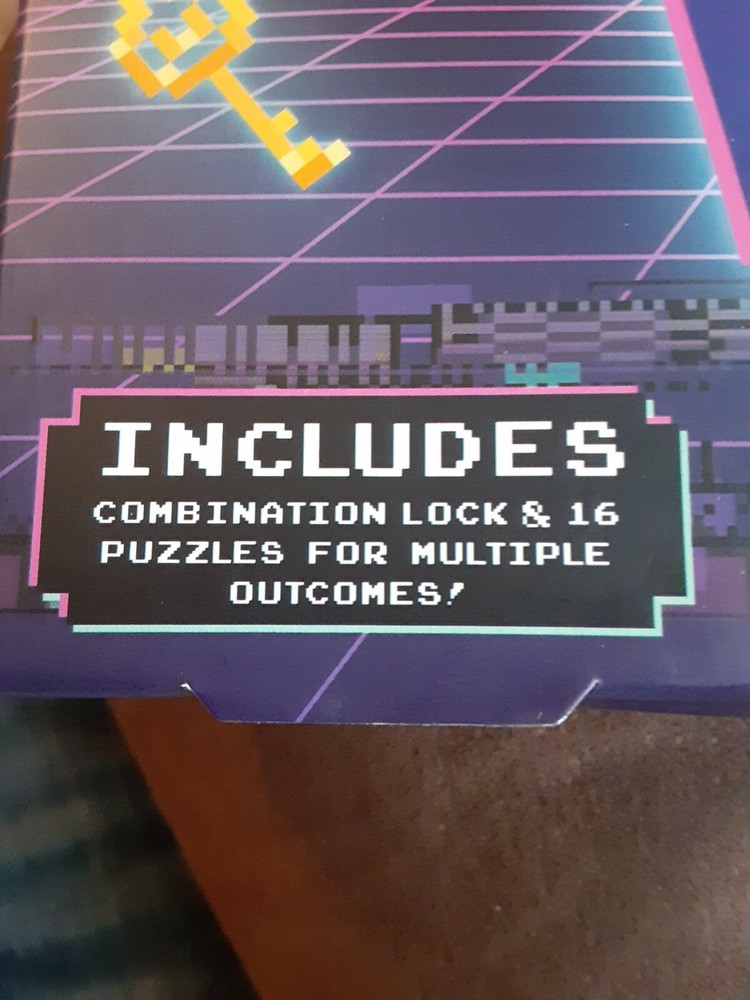 INCLUDES
COMBINATION LOCK & 16
PUZZLES FOR MULTIPLE
OUTCOMES!